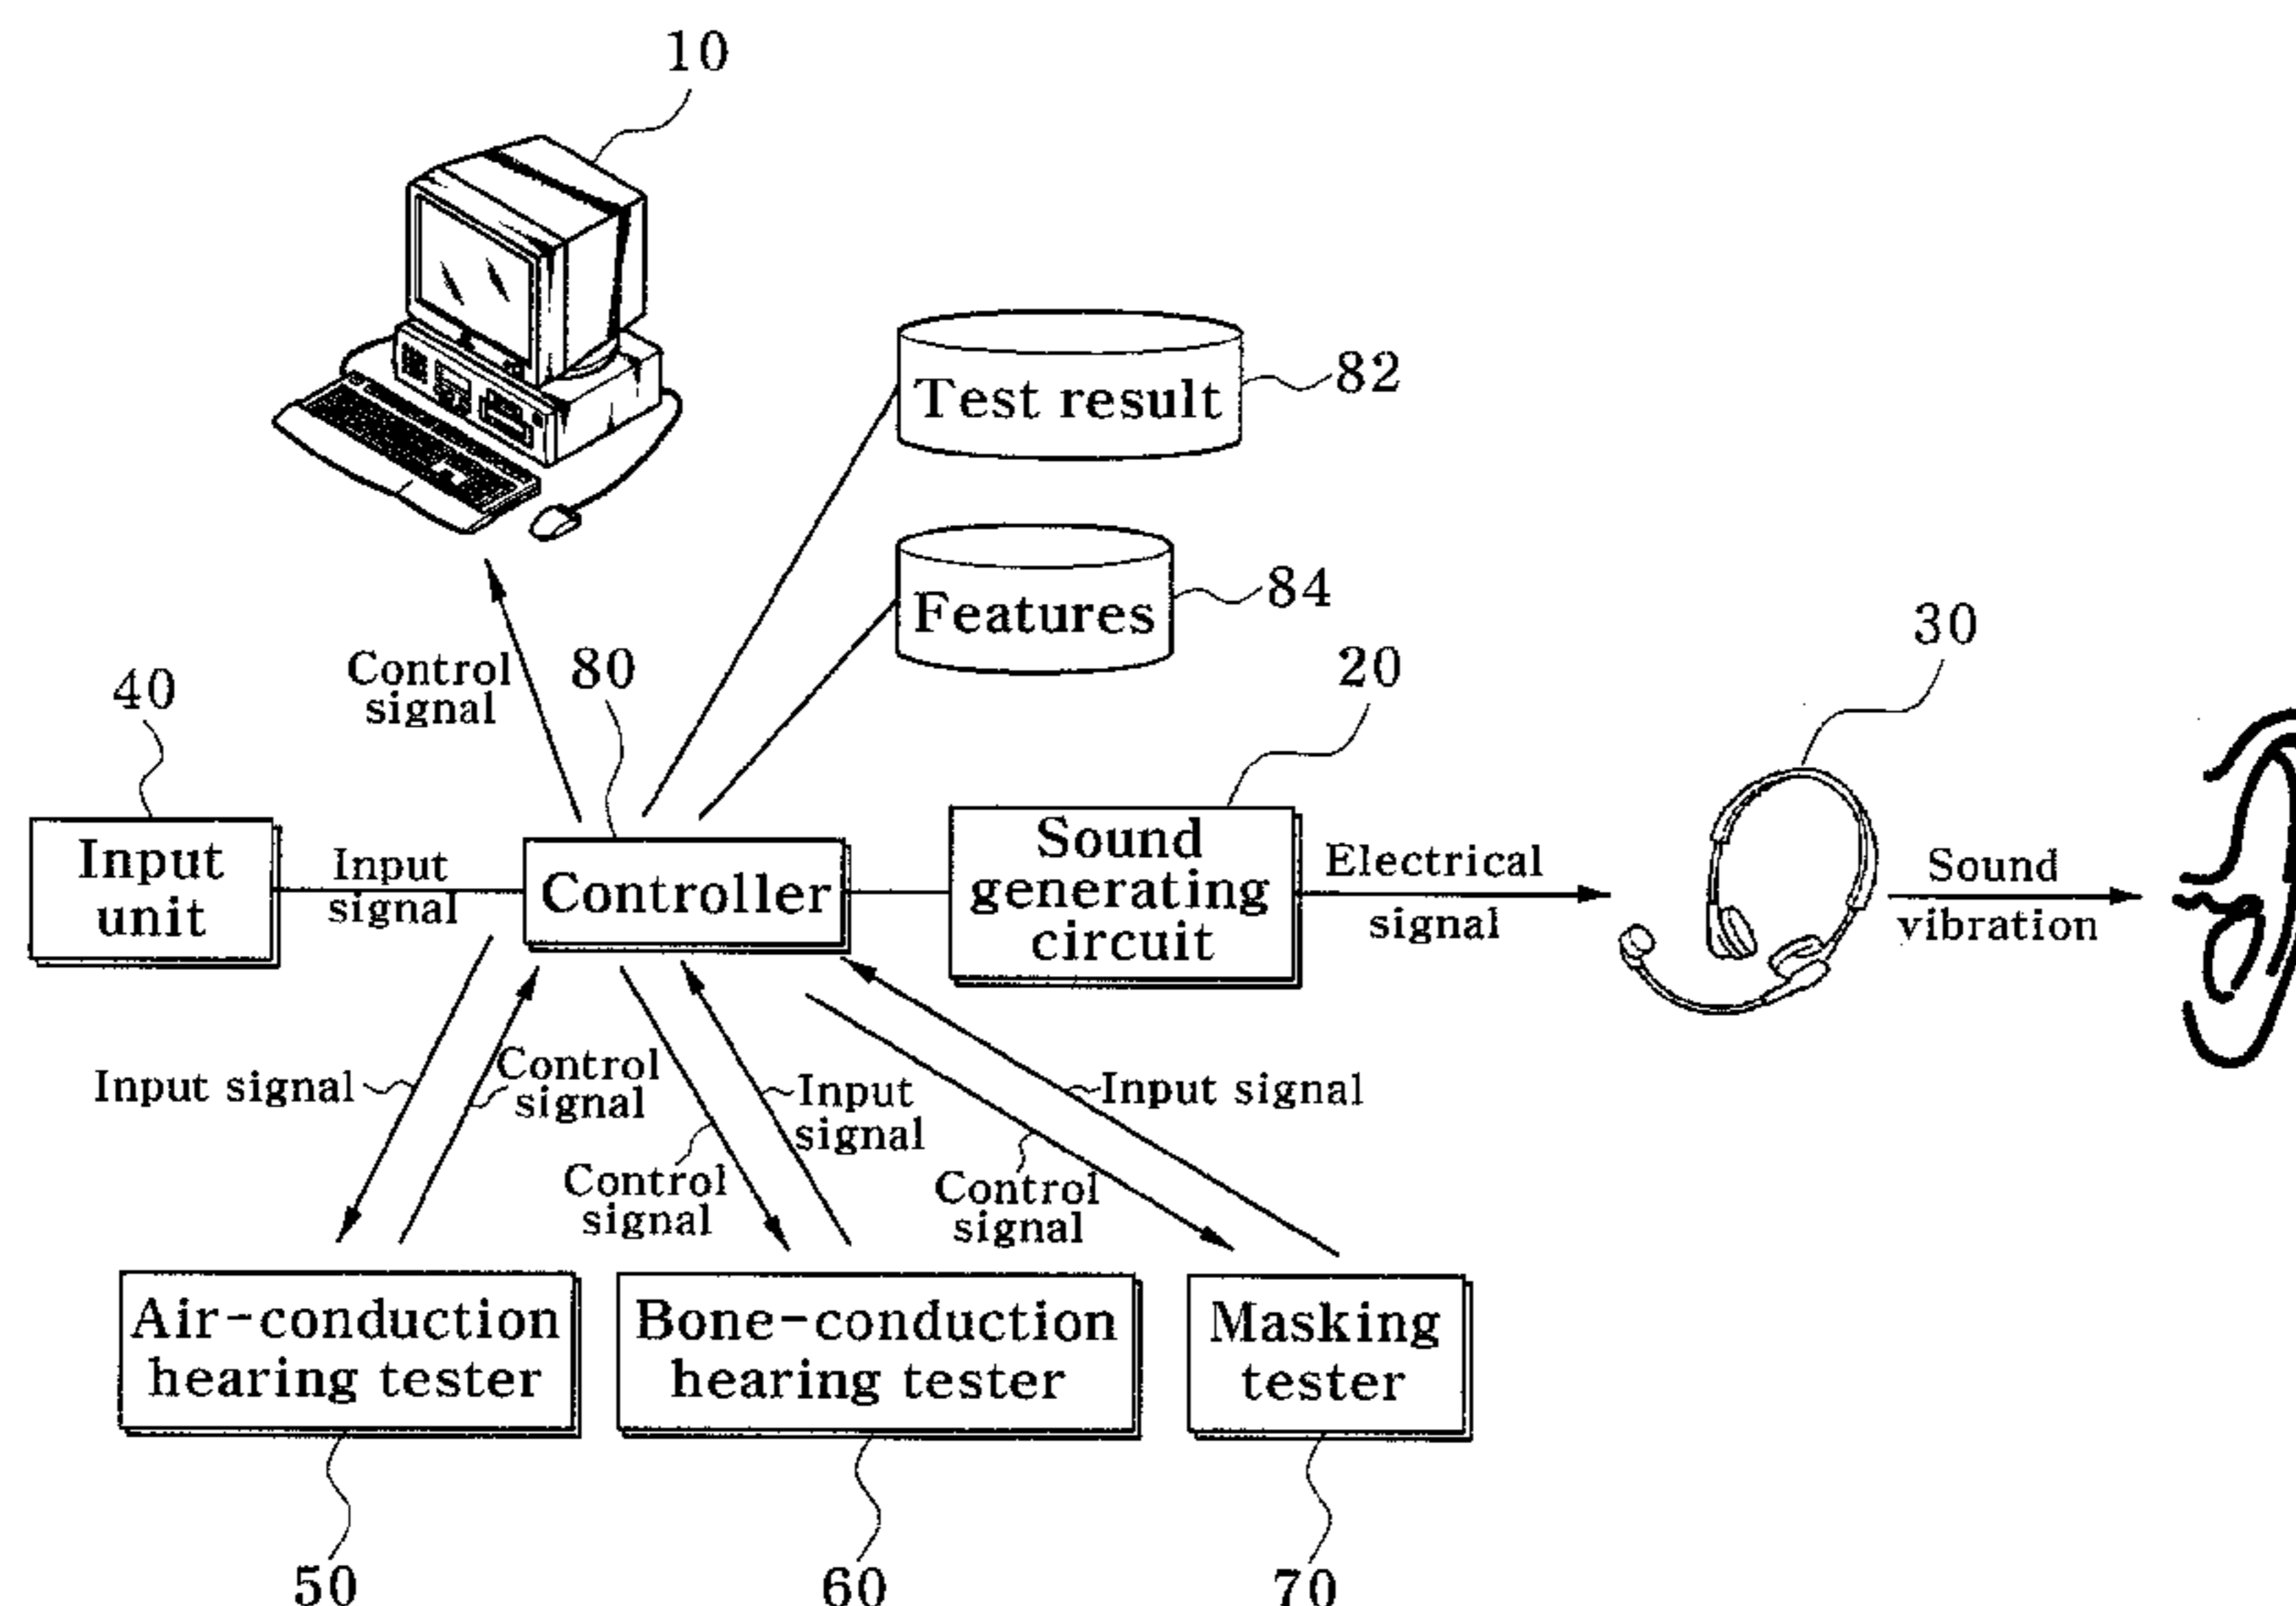 10
Test result
82
Features
84
30
Control
signal
80
20
40
Input
unit
Input
signal
Controller
Sound
generating
circuit
Electrical
signal
Sound
vibration
Input signal
Control
signal
Control
signal
Input
signal
Control
signal
Input signal
Air-conduction
hearing tester
Bone-conduction
hearing tester
Masking
tester
50
60
70